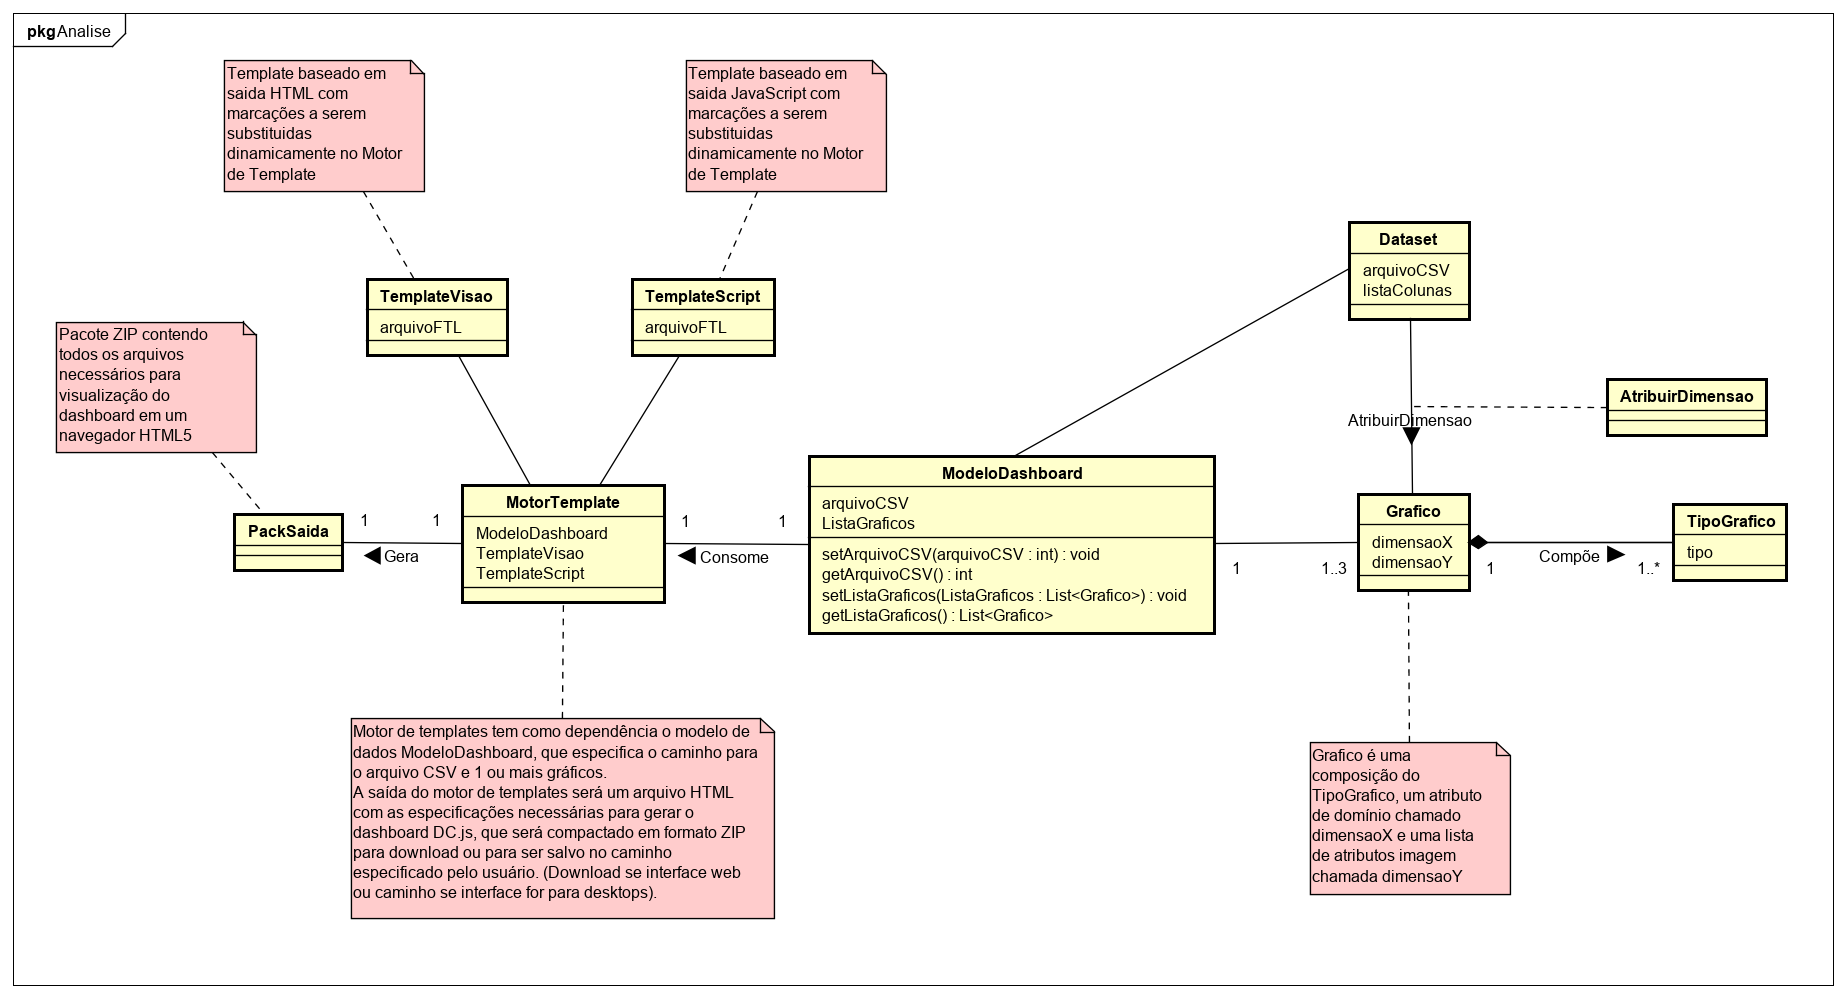 pkg Analise
Template baseado em
saida HTML com
marcações a serem
substituidas
dinamicamente no Motor
de Template
Template baseado em
saida JavaScript com
marcações a serem
substituidas
dinamicamente no Motor
de Template
Dataset
arquivoCSV
listaColunas
TemplateVisao
arquivoFTL
TemplateScript
arquivoFTL
Pacote ZIP contendo
todos os arquivos
necessários para
visualização do
dashboard em um
navegador HTML5
AtribuirDimensao
AtribuirDimensao
PackSaida
1
1
Gera
MotorTemplate
ModeloDashboard
TemplateVisao
TemplateScript
1
1
Consome
ModeloDashboard
arquivoCSV
ListaGraficos
setArquivoCSV(arquivoCSV : int) : void
getArquivoCSV() : int
setListaGraficos(ListaGraficos : List<Grafico>) : void
getListaGraficos() : List<Grafico>
1
1..3
Grafico
dimensaoX
dimensaoY
1
Compõe
1..*
TipoGrafico
tipo
Motor de templates tem como dependência o modelo de
dados ModeloDashboard, que especifica o caminho para
o arquivo CSV e 1 ou mais gráficos.
A saída do motor de templates será um arquivo HTML
com as especificações necessárias para gerar o
dashboard DC.js, que será compactado em formato ZIP
para download ou para ser salvo no caminho
especificado pelo usuário. (Download se interface web
ou caminho se interface for para desktops).
Grafico é uma
composição do
TipoGrafico, um atributo
de domínio chamado
dimensaoX e uma lista
de atributos imagem
chamada dimensaoY